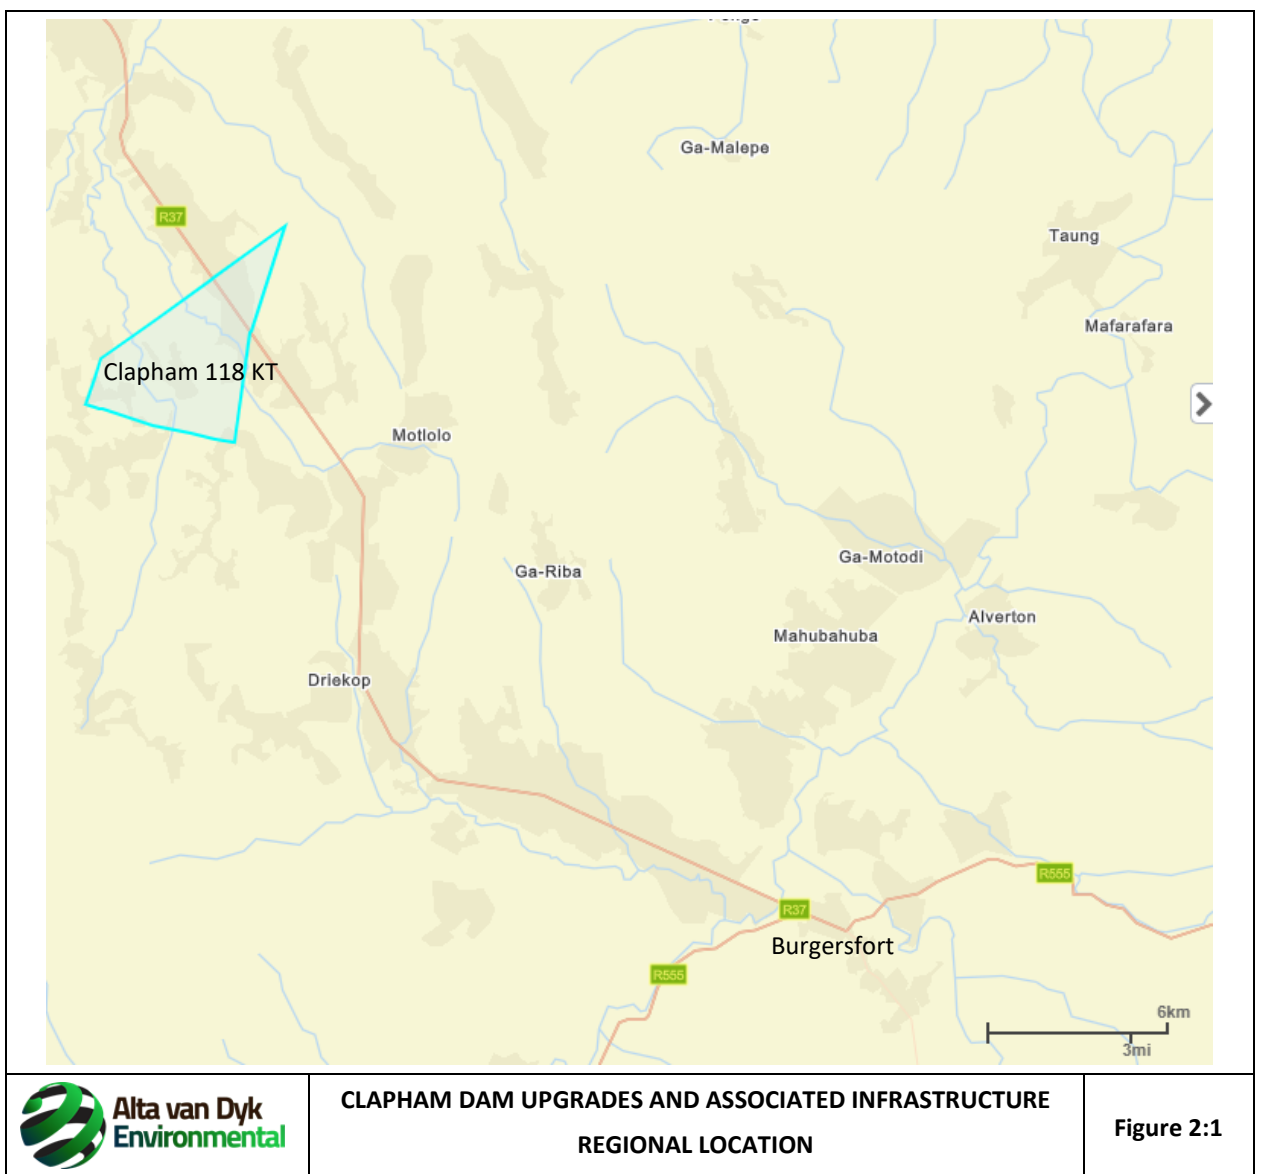 Ga-Malepe
R37
Taung
Mafarafara
Clapham 118 KT
Motlolo
Ga-Motodi
Ga-Riba
Alverton
Mahubahuba
Driekop
R555
R37
Burgersfort
R555
6km
3mi
Alta van Dyk
Environmental
CLAPHAM DAM UPGRADES AND ASSOCIATED INFRASTRUCTURE
REGIONAL LOCATION
Figure 2:1